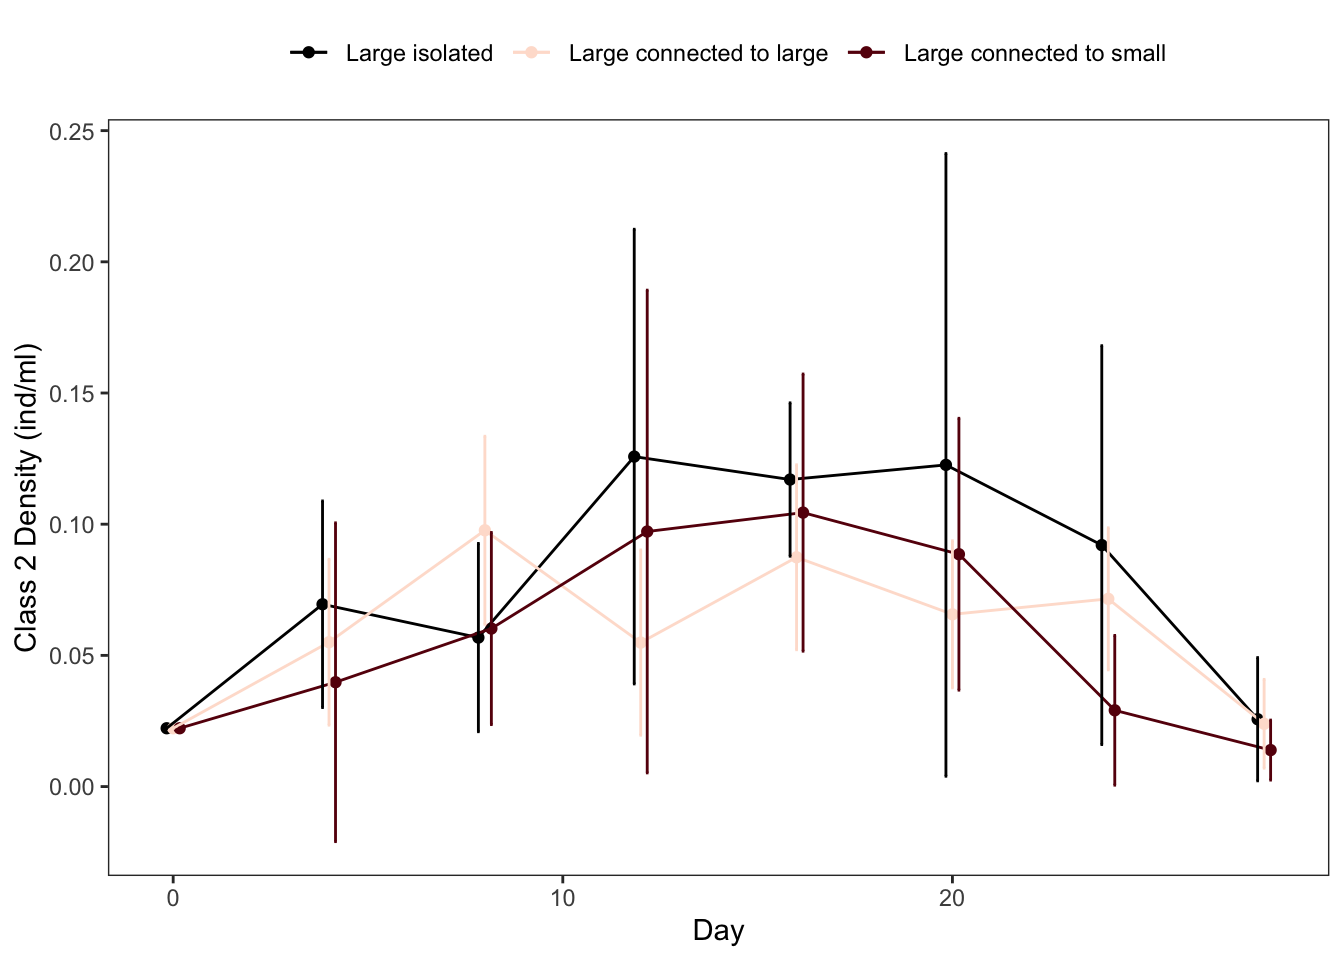 Large isolated Large connected to large Large connected to small
0.25
0.20
0.15
0.10
0.05
0.00
Class 2 Density (ind/ml)
0 10 20
Day